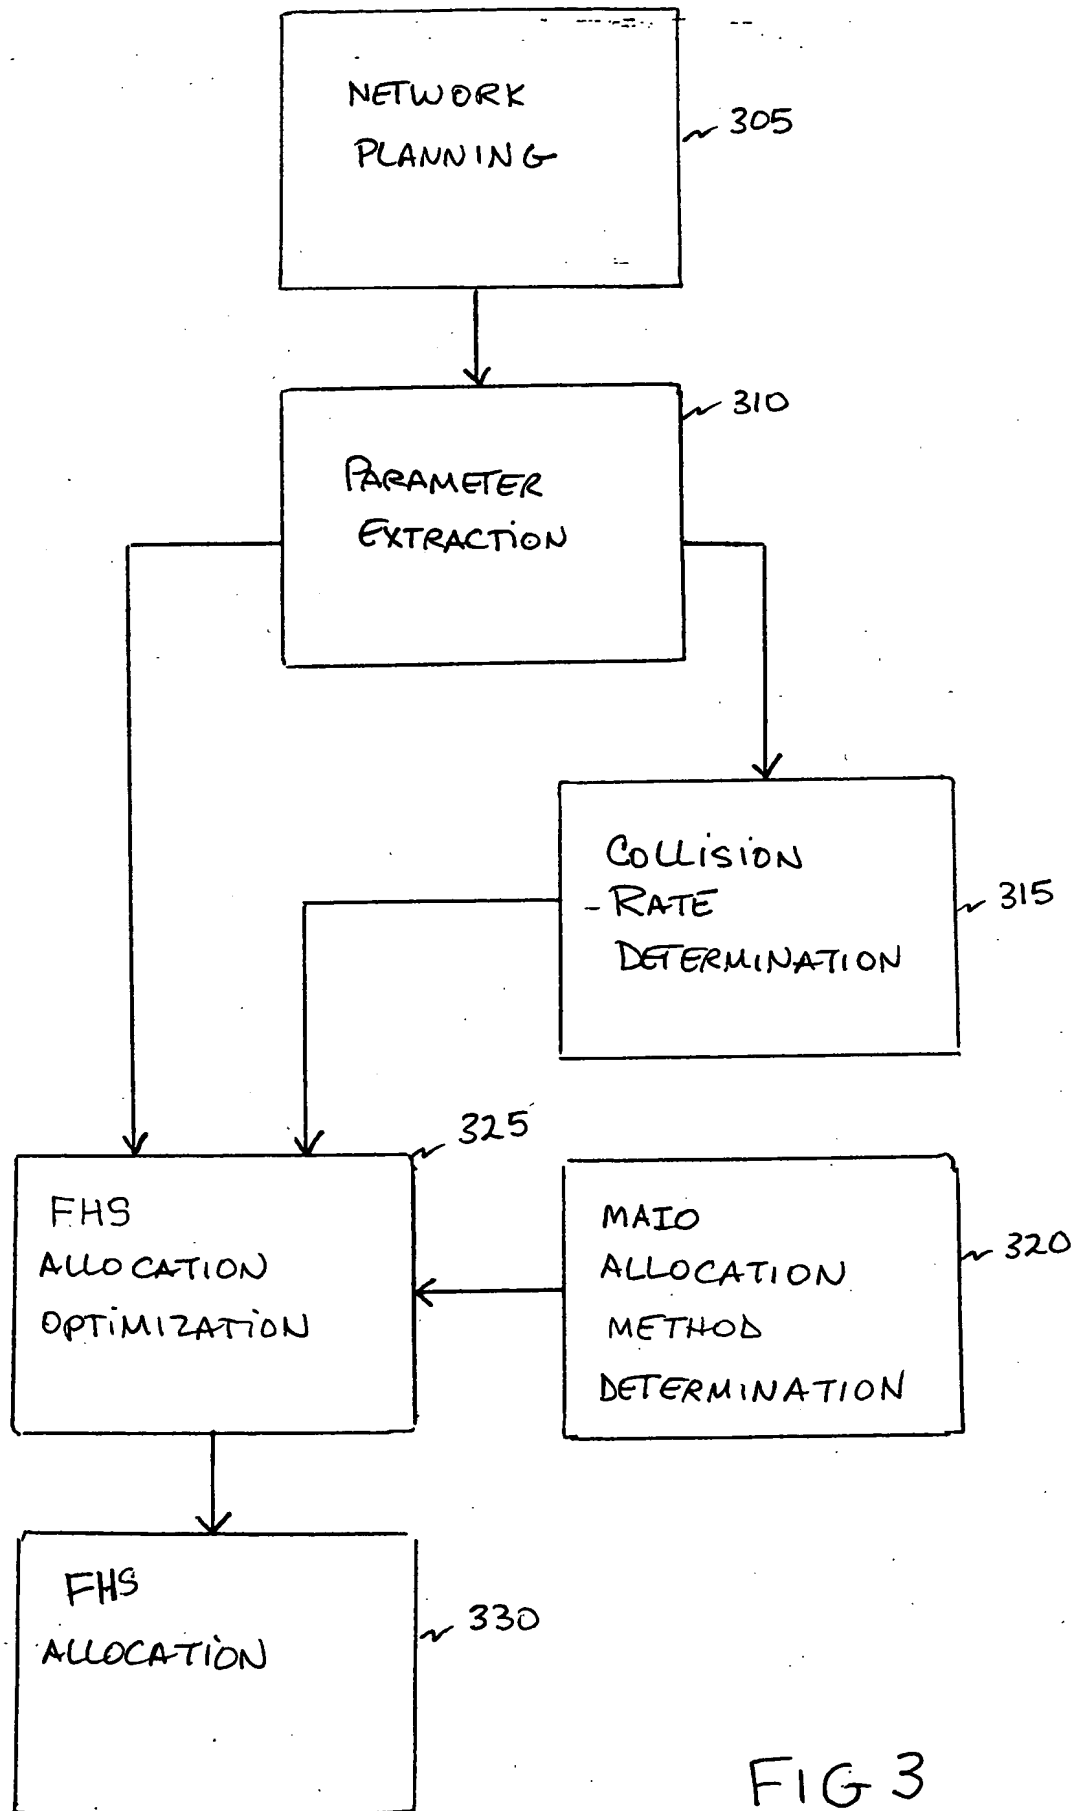 NETWORK
PLANNING
305
310
PARAMETER
EXTRACTION
COLLISION
- RATE
DETERMINATION
315
325
FHS
ALLOCATION
OPTIMIZATION
MAIO
ALLOCATION
METHOD
DETERMINATION
320
FHS
ALLOCATION
330
FIG 3